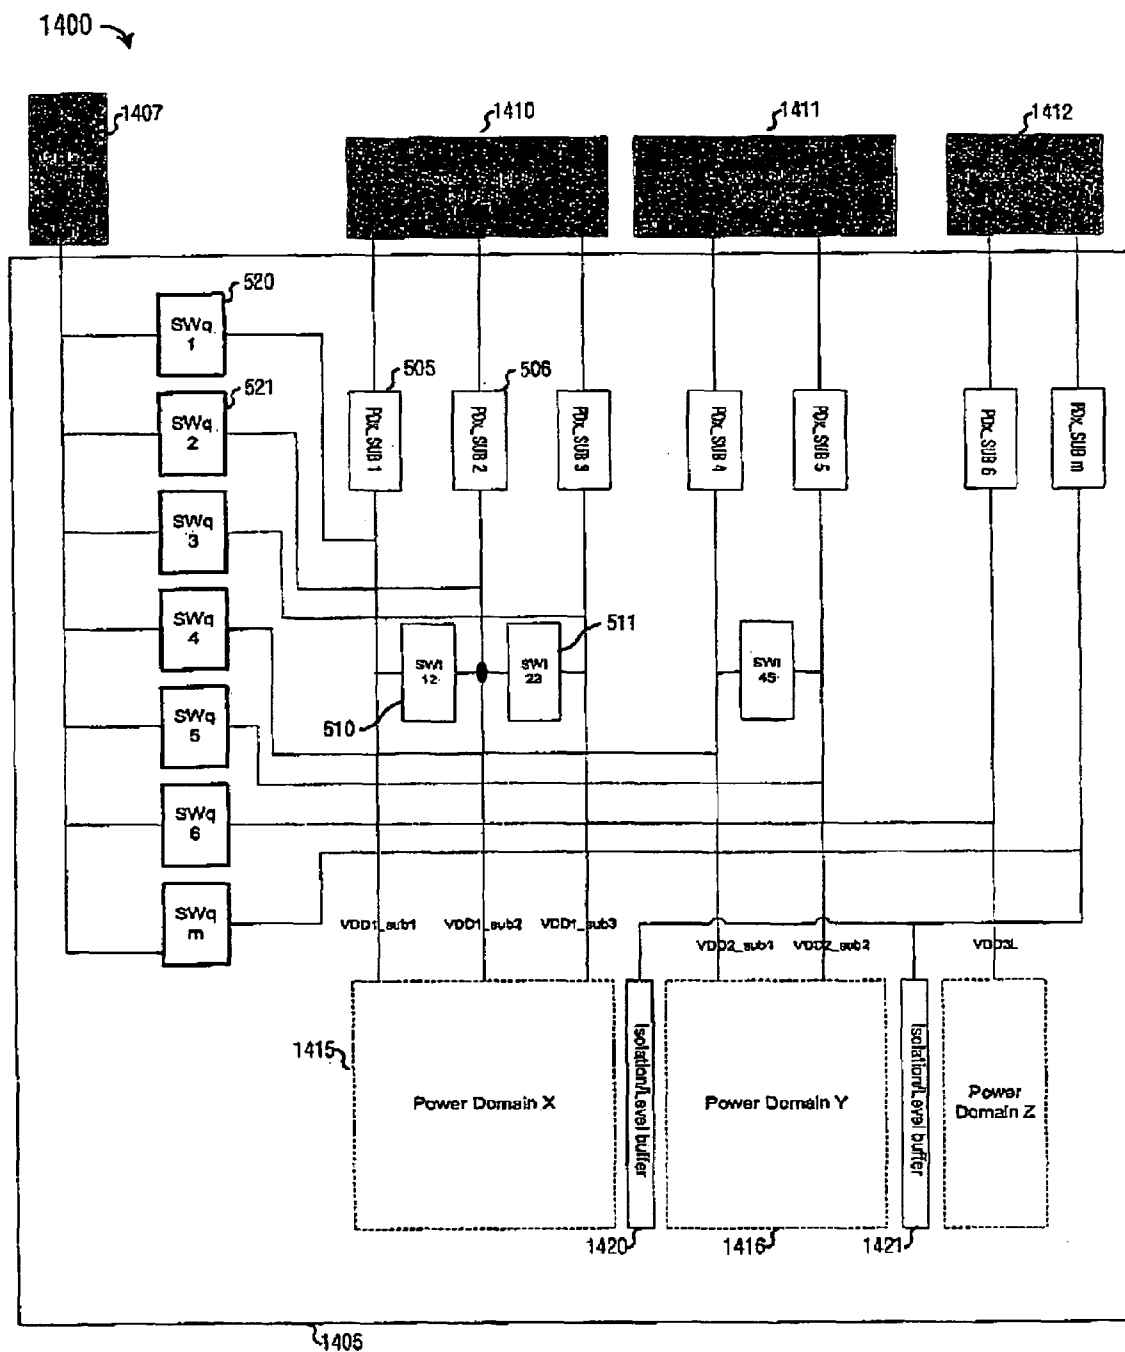 1400
1407
1410
1411
1412
520
SWq
1
521
SWq
2
505
506
PDx_SUB 1
PDx_SUB 2
PDx_SUB 3
PDx_SUB 4
PDx_SUB 5
PDx_SUB 6
PDx_SUB m
SWq
3
SWq
4
511
SWI
12
SWI
23
SWI
45
510
SWq
5
SWq
6
SWq
m
VDD1_sub1
VDD1_sub2
VDD1_sub3
VDD2_sub1
VDD2_sub2
VDD3L
1415
Power Domain X
Isolation/Level buffer
Power Domain Y
Isolation/Level buffer
Power
Domain Z
1420
1416
1421
1405